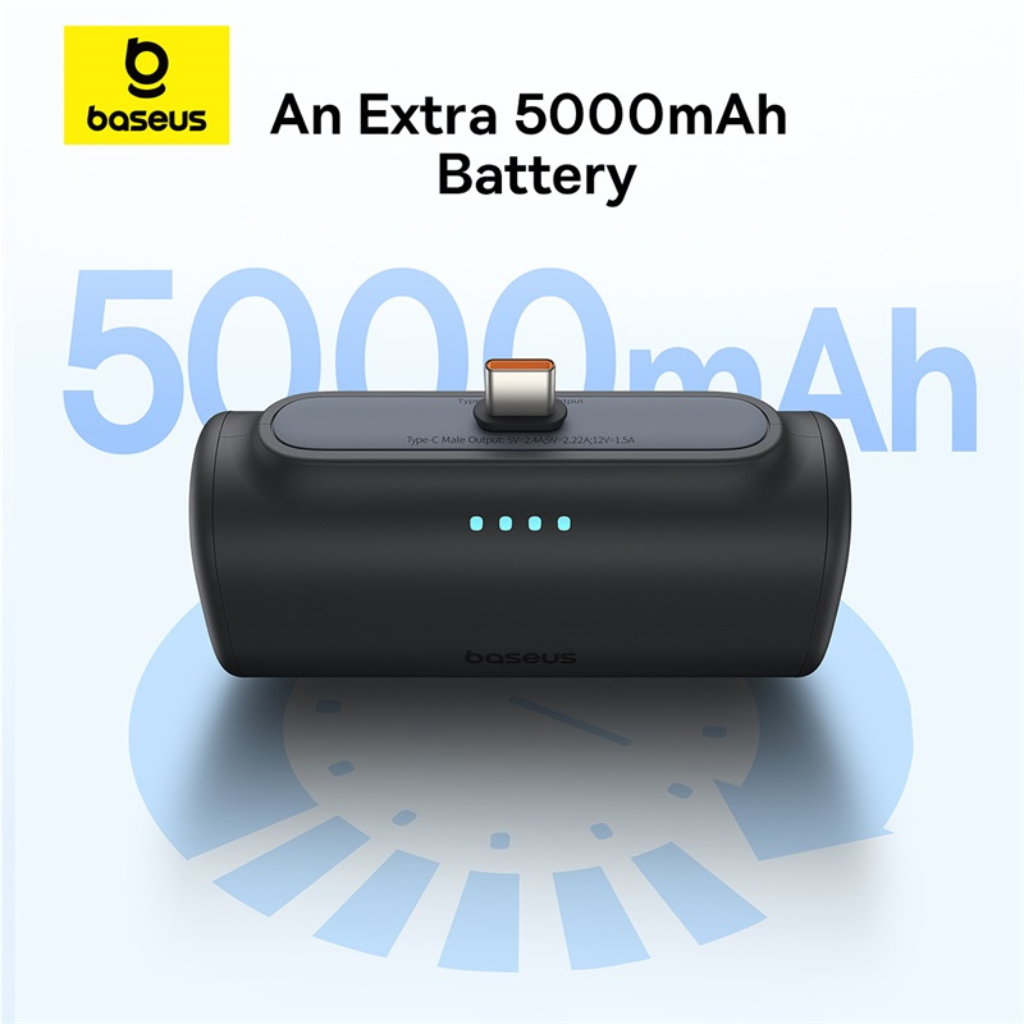 baseus
An Extra 5000mAh
Battery
5000mAh
Type-C Male Output: 5V⎓2.4A;9V⎓2.22A;12V⎓1.5A
baseus